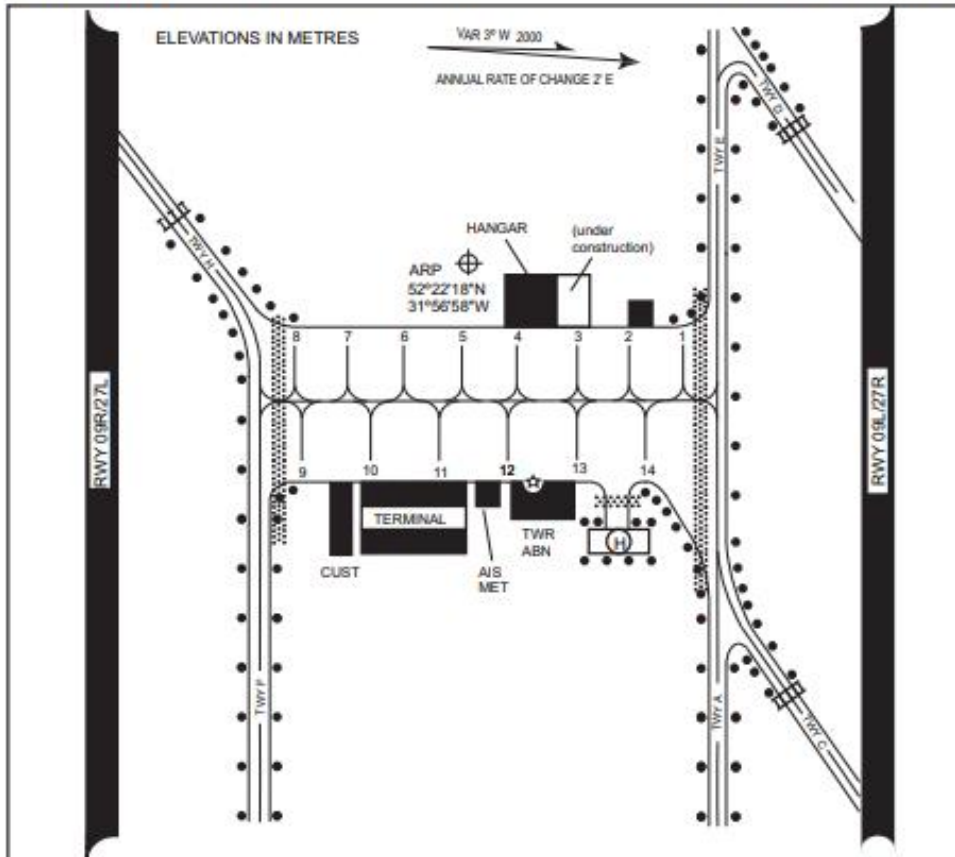 ELEVATIONS IN METRES
VAR 3° W 2000
ANNUAL RATE OF CHANGE 2' E
TWY D
TWY E
TWY H
HANGAR
(under
construction)
ARP
52°22'18"N
31°56'58"W
8 7 6 5 4 3 2 1
RWY 09R/27L
RWY 09L/27R
9 10 11 12 13 14
TERMINAL
CUST
AIS
MET
TWR
ABN
H
TWY F
TWY A
TWY C